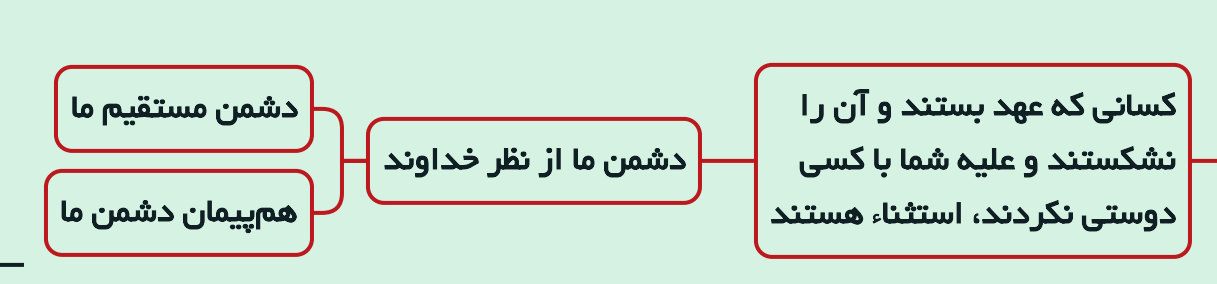 کسانی که عهد بستند و آن را
نشکستند و علیه شما با کسی
دوستی نکردند، استثناء هستند
دشمن ما از نظر خداوند
دشمن مستقیم ما
هم‌پیمان دشمن ما